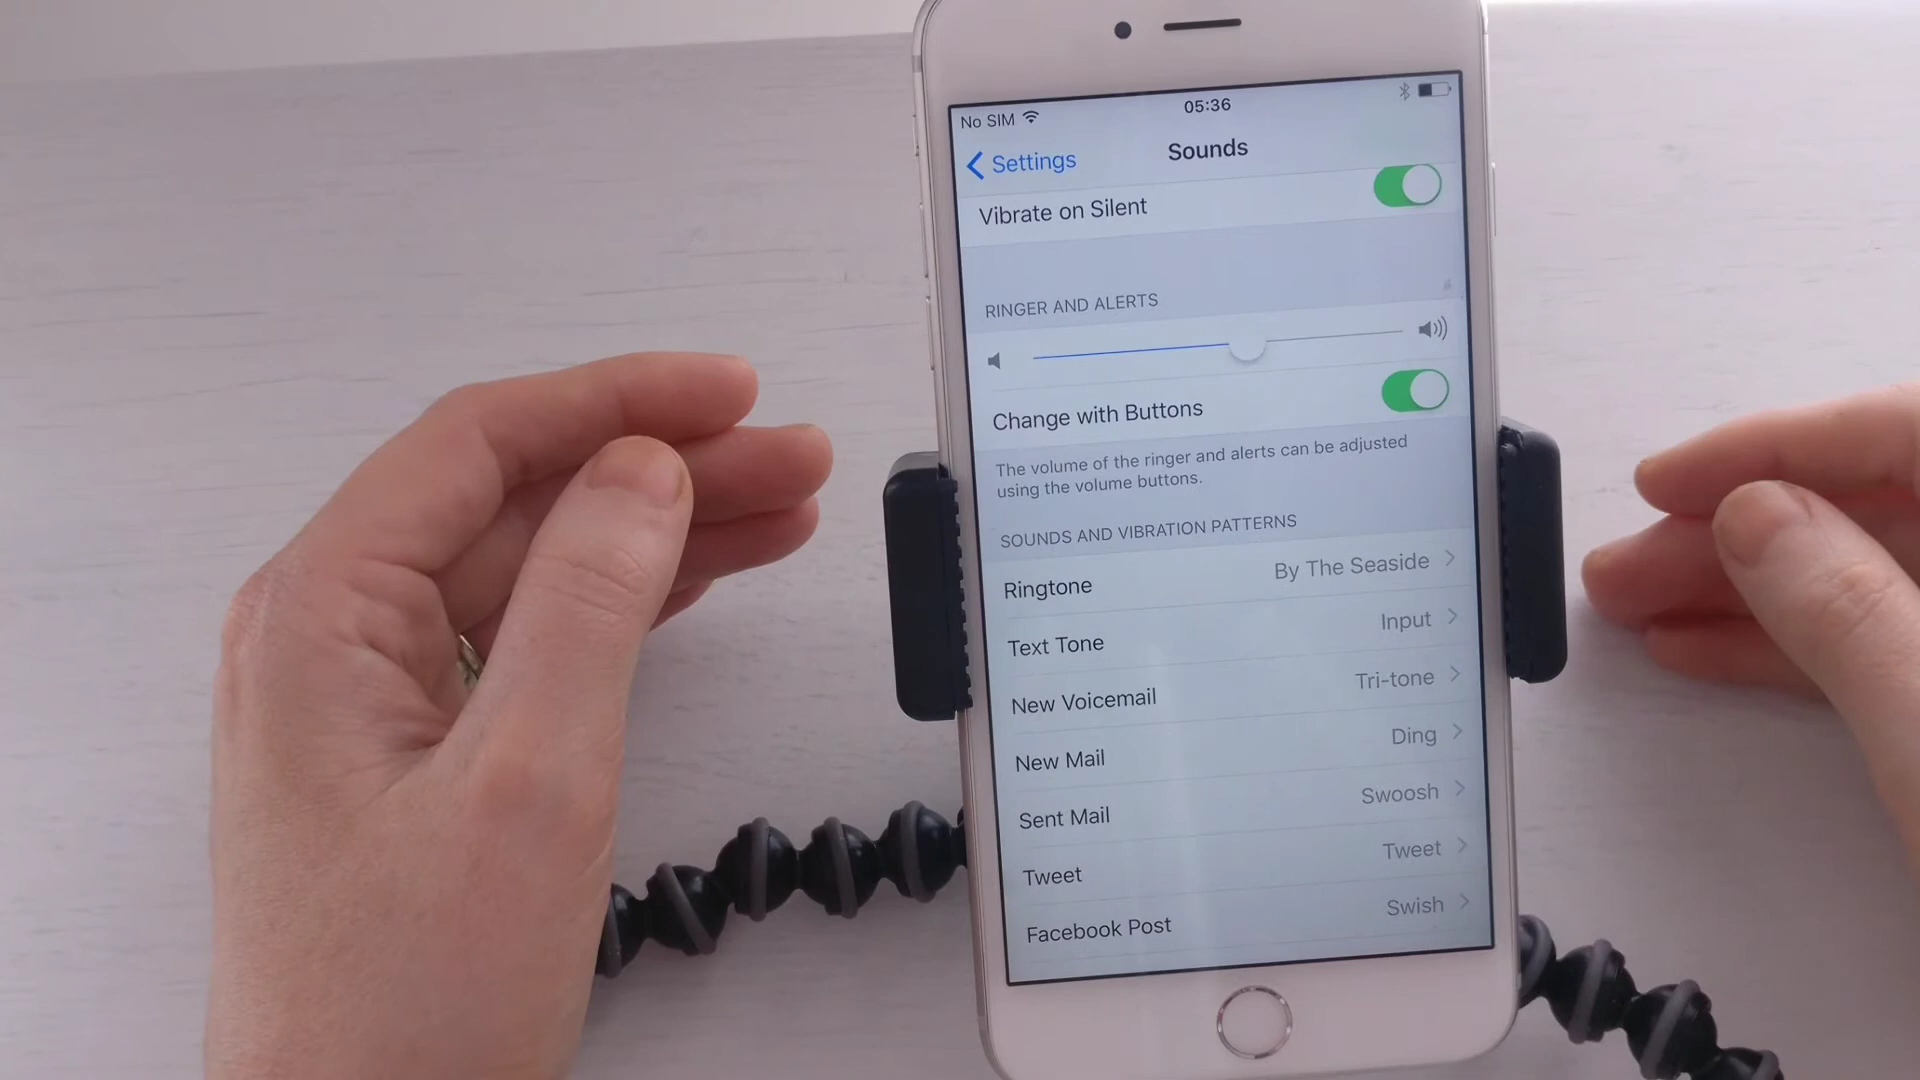 No SIM 05:36
Settings Sounds
Vibrate on Silent
RINGER AND ALERTS
Change with Buttons
The volume of the ringer and alerts can be adjusted
using the volume buttons.
SOUNDS AND VIBRATION PATTERNS
Ringtone By The Seaside
Text Tone Input
New Voicemail Tri-tone
New Mail Ding
Sent Mail Swoosh
Tweet Tweet
Facebook Post Swish